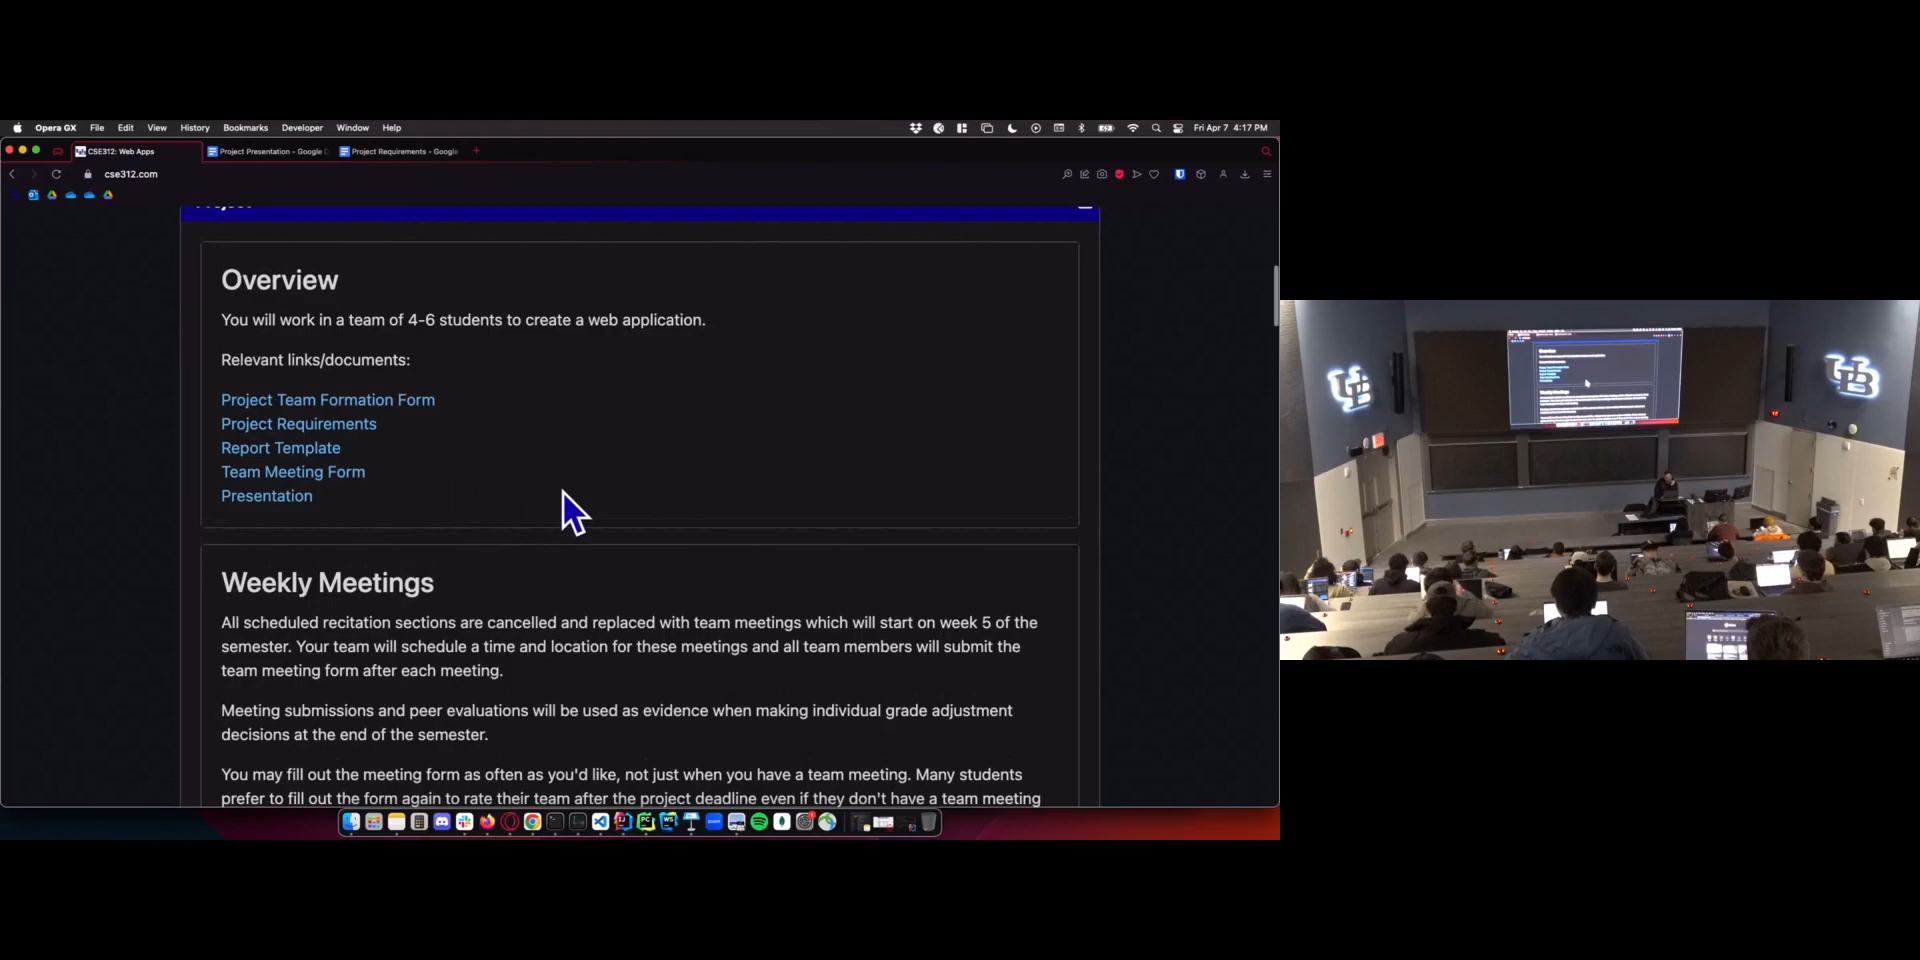 Opera GX File Edit View History Bookmarks Developer Window Help
Fri Apr 7 4:17 PM
CSE312: Web Apps
Project Presentation - Google D
Project Requirements - Google
cse312.com
Project
Overview
You will work in a team of 4-6 students to create a web application.
Relevant links/documents:
Project Team Formation Form
Project Requirements
Report Template
Team Meeting Form
Presentation
Weekly Meetings
All scheduled recitation sections are cancelled and replaced with team meetings which will start on week 5 of the
semester. Your team will schedule a time and location for these meetings and all team members will submit the
team meeting form after each meeting.
Meeting submissions and peer evaluations will be used as evidence when making individual grade adjustment
decisions at the end of the semester.
You may fill out the meeting form as often as you'd like, not just when you have a team meeting. Many students
prefer to fill out the form again to rate their team after the project deadline even if they don't have a team meeting
UB
UB